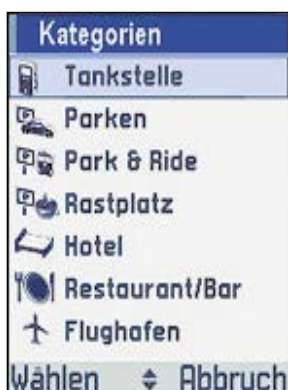 Kategorien
Tankstelle
Parken
Park & Ride
Rastplatz
Hotel
Restaurant/Bar
Flughafen
Wählen Abbruch